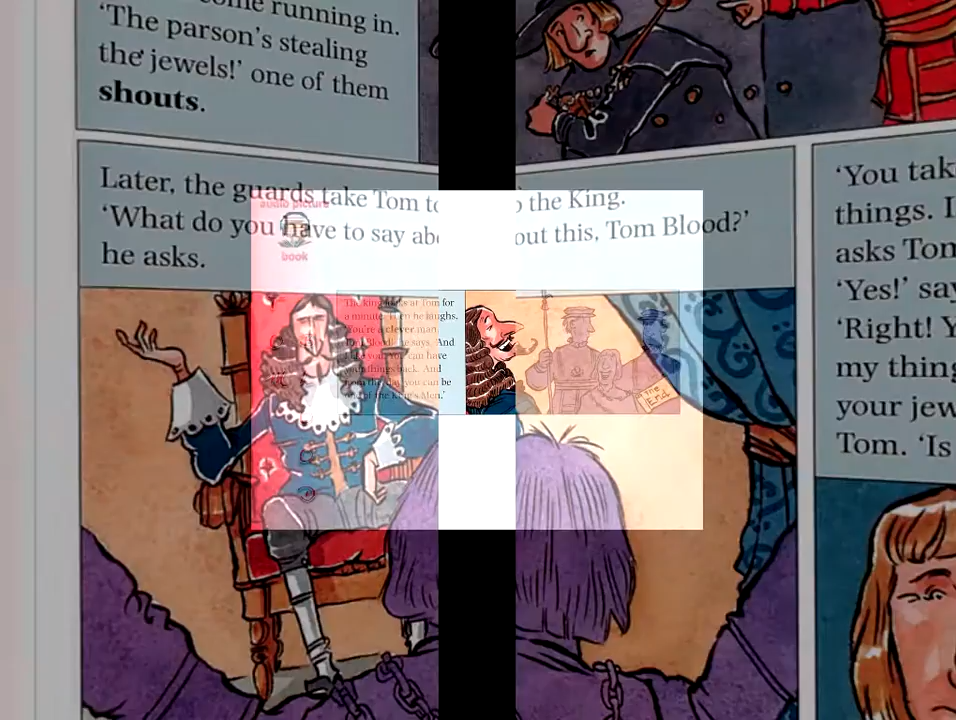 come running in.
'The parson's stealing
the jewels!' one of them
shouts.
Later, the guards take Tom to the King.
'What do you have to say about this, Tom Blood?'
he asks.
audio picture
book
The king looks at Tom for
a minute. Then he laughs.
'You're a clever man,
Tom Blood!' he says. 'And
I like you. You can have
your things back. And
from this day you can be
one of the King's Men.'
The
End
'You tak
things. I
asks Tom
'Yes!' say
'Right! Y
my thing
your jew
Tom. 'Is